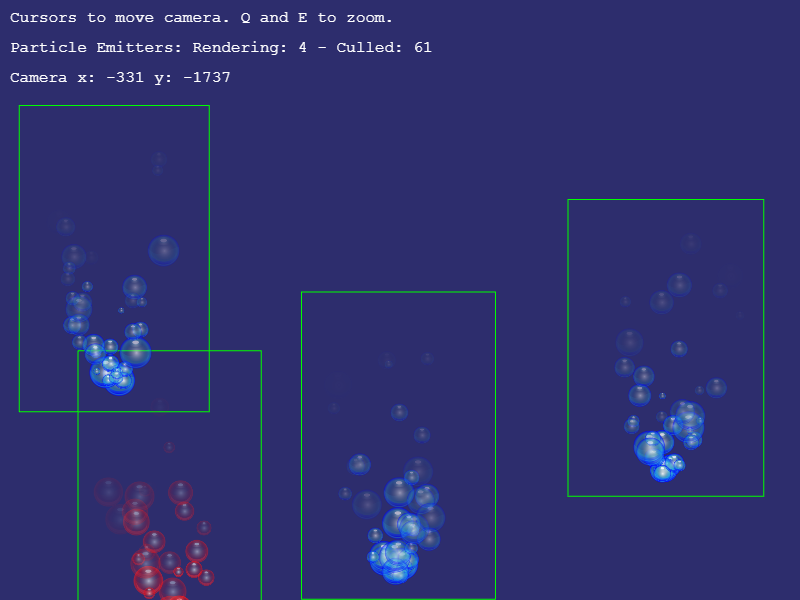 Cursors to move camera. Q and E to zoom.
Particle Emitters: Rendering: 4 - Culled: 61
Camera x: -331 y: -1737